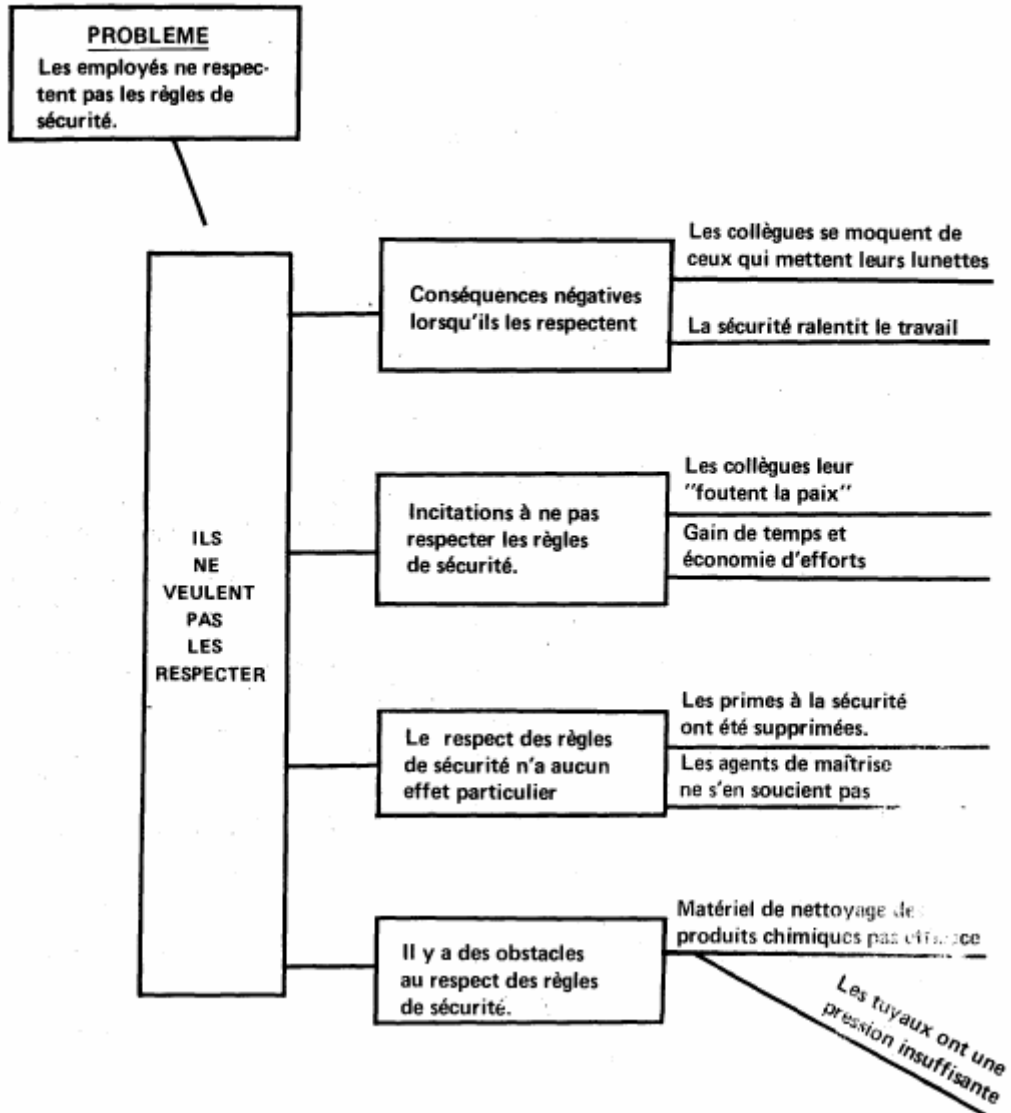 PROBLEME
Les employés ne respec-
tent pas les règles de
sécurité.
ILS
NE
VEULENT
PAS
LES
RESPECTER
Conséquences négatives
lorsqu'ils les respectent
Les collègues se moquent de
ceux qui mettent leurs lunettes
La sécurité ralentit le travail
Incitations à ne pas
respecter les règles
de sécurité.
Les collègues leur
"foutent la paix"
Gain de temps et
économie d'efforts
Le respect des règles
de sécurité n'a aucun
effet particulier
Les primes à la sécurité
ont été supprimées.
Les agents de maîtrise
ne s'en soucient pas
Il y a des obstacles
au respect des règles
de sécurité.
Matériel de nettoyage
produits chimiques pas
Les tuyaux ont une
pression insuffisante